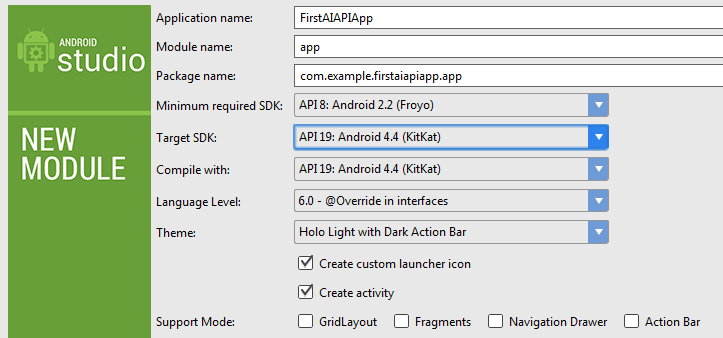 ANDROID
studio
NEW
MODULE
Application name: FirstAIAPIApp
Module name: app
Package name: com.example.firstaiapiapp.app
Minimum required SDK: API 8: Android 2.2 (Froyo)
Target SDK: API 19: Android 4.4 (KitKat)
Compile with: API 19: Android 4.4 (KitKat)
Language Level: 6.0 - @Override in interfaces
Theme: Holo Light with Dark Action Bar
Create custom launcher icon
Create activity
Support Mode: GridLayout Fragments Navigation Drawer Action Bar